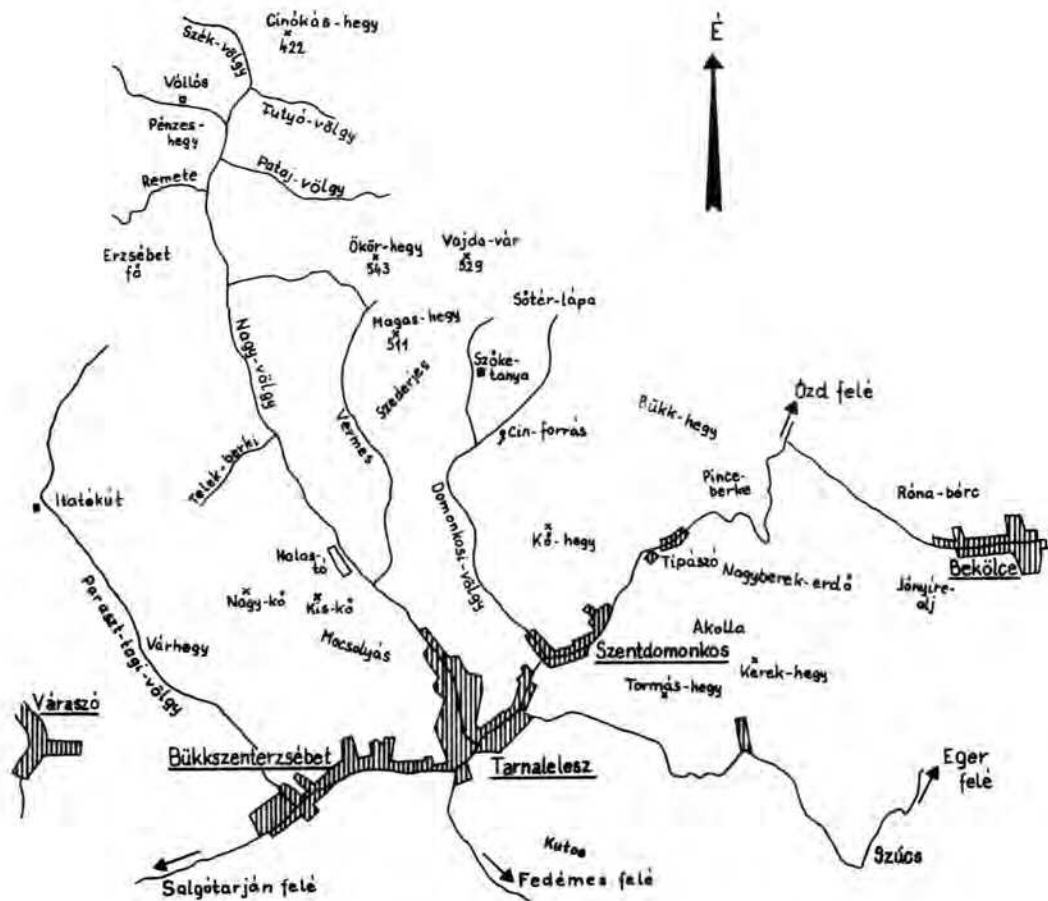 Cinókás-hegy
422
Szék-völgy
É
Vállós
Tutyó-völgy
Pénzes-
hegy
Pataj-völgy
Remete
Erzsébet
fő
Ökör-hegy
543
Vajda-vár
529
Sötér-lápa
Magas-hegy
511
Szederjes
Szőke-
tanya
Nagy-völgy
Vermes
Cin-forrás
Bükk-hegy
Ózd felé
Telek-berki
Itatókút
Domonkosi-völgy
Pince-
berke
Róna-bérc
Kő-hegy
Halas-
tó
Tipászó
Nagyberek-erdő
Bekölce
Nagy-kő
Kis-kő
Paraszt-tagi-völgy
Várhegy
Mocsolyás
Szentdomonkos
Akolla
Kerek-hegy
Tormás-hegy
Váraszó
Bükkszenterzsébet
Tarnalelesz
Eger
felé
Szúcs
Salgótarján felé
Fedémes felé